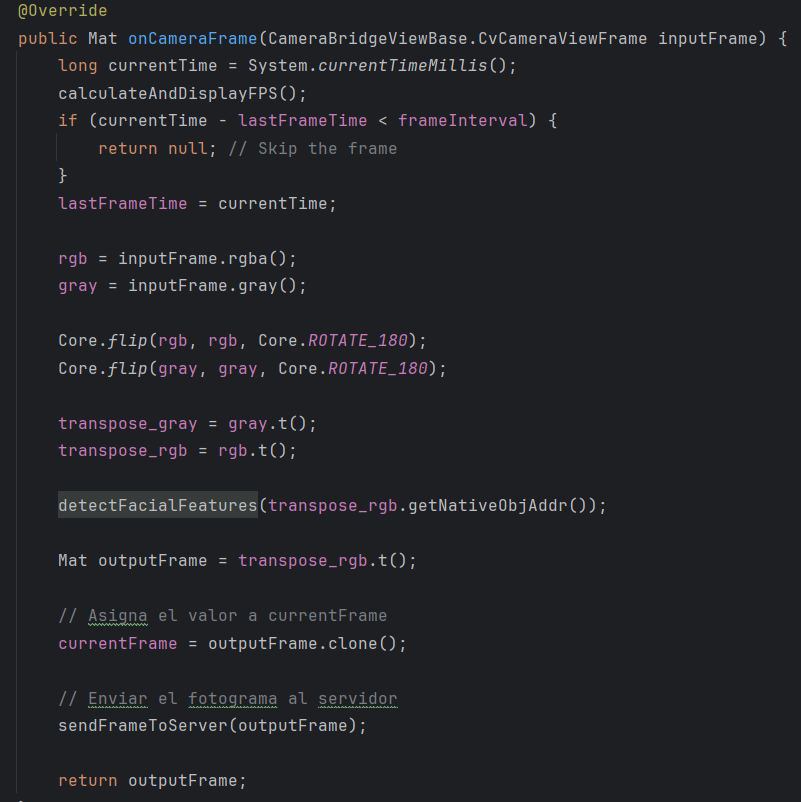 @Override
public Mat onCameraFrame(CameraBridgeViewBase.CvCameraViewFrame inputFrame) {
    long currentTime = System.currentTimeMillis();
    calculateAndDisplayFPS();
    if (currentTime - lastFrameTime < frameInterval) {
        return null; // Skip the frame
    }
    lastFrameTime = currentTime;

    rgb = inputFrame.rgba();
    gray = inputFrame.gray();

    Core.flip(rgb, rgb, Core.ROTATE_180);
    Core.flip(gray, gray, Core.ROTATE_180);

    transpose_gray = gray.t();
    transpose_rgb = rgb.t();

    detectFacialFeatures(transpose_rgb.getNativeObjAddr());

    Mat outputFrame = transpose_rgb.t();

    // Asigna el valor a currentFrame
    currentFrame = outputFrame.clone();

    // Enviar el fotograma al servidor
    sendFrameToServer(outputFrame);

    return outputFrame;